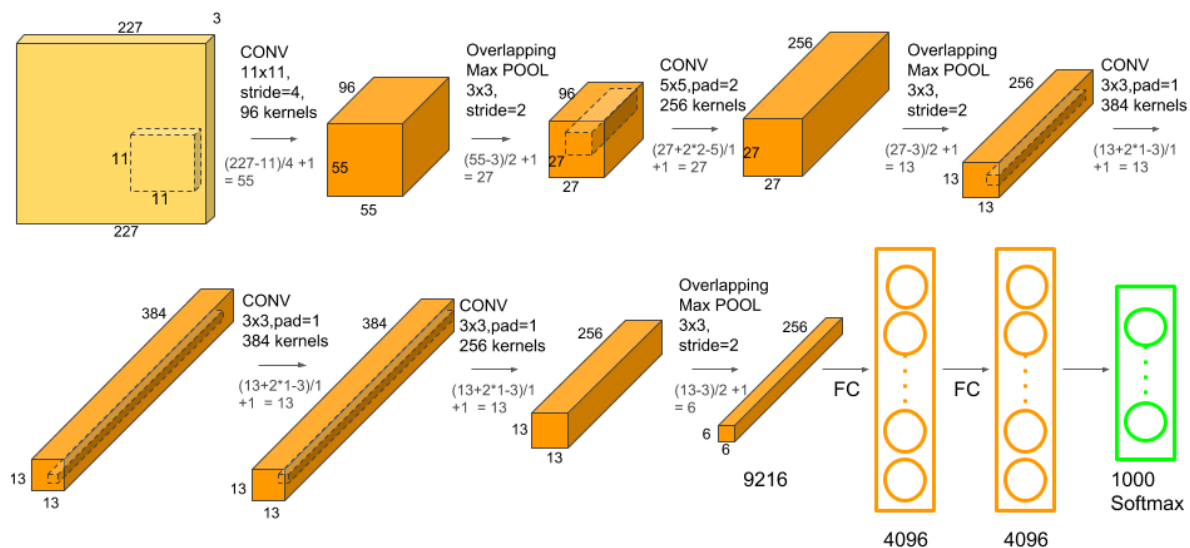 227
3
11
11
227
CONV
11x11,
stride=4,
96 kernels
(227-11)/4 +1
= 55
96
55
55
Overlapping
Max POOL
3x3,
stride=2
(55-3)/2 +1
= 27
96
27
27
CONV
5x5,pad=2
256 kernels
(27+2*2-5)/1
+1 = 27
256
27
27
Overlapping
Max POOL
3x3,
stride=2
(27-3)/2 +1
= 13
256
13
13
CONV
3x3,pad=1
384 kernels
(13+2*1-3)/1
+1 = 13
384
13
13
CONV
3x3,pad=1
384 kernels
(13+2*1-3)/1
+1 = 13
384
13
13
CONV
3x3,pad=1
256 kernels
(13+2*1-3)/1
+1 = 13
256
13
13
Overlapping
Max POOL
3x3,
stride=2
(13-3)/2 +1
= 6
256
6
6
9216
FC
4096
FC
4096
1000
Softmax